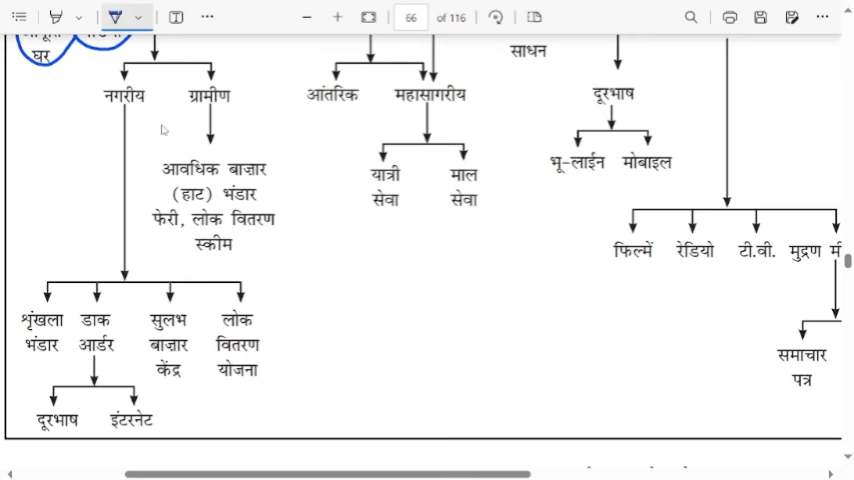 66 of 116
घर
साधन
नगरीय ग्रामीण आंतरिक महासागरीय दूरभाष
भू-लाईन मोबाइल
आवधिक बाज़ार
(हाट) भंडार
फेरी, लोक वितरण
स्कीम
यात्री माल
सेवा सेवा
फिल्में रेडियो टी.वी. मुद्रण
शृंखला डाक सुलभ लोक
भंडार आर्डर बाज़ार वितरण
केंद्र योजना
समाचार
पत्र
दूरभाष इंटरनेट